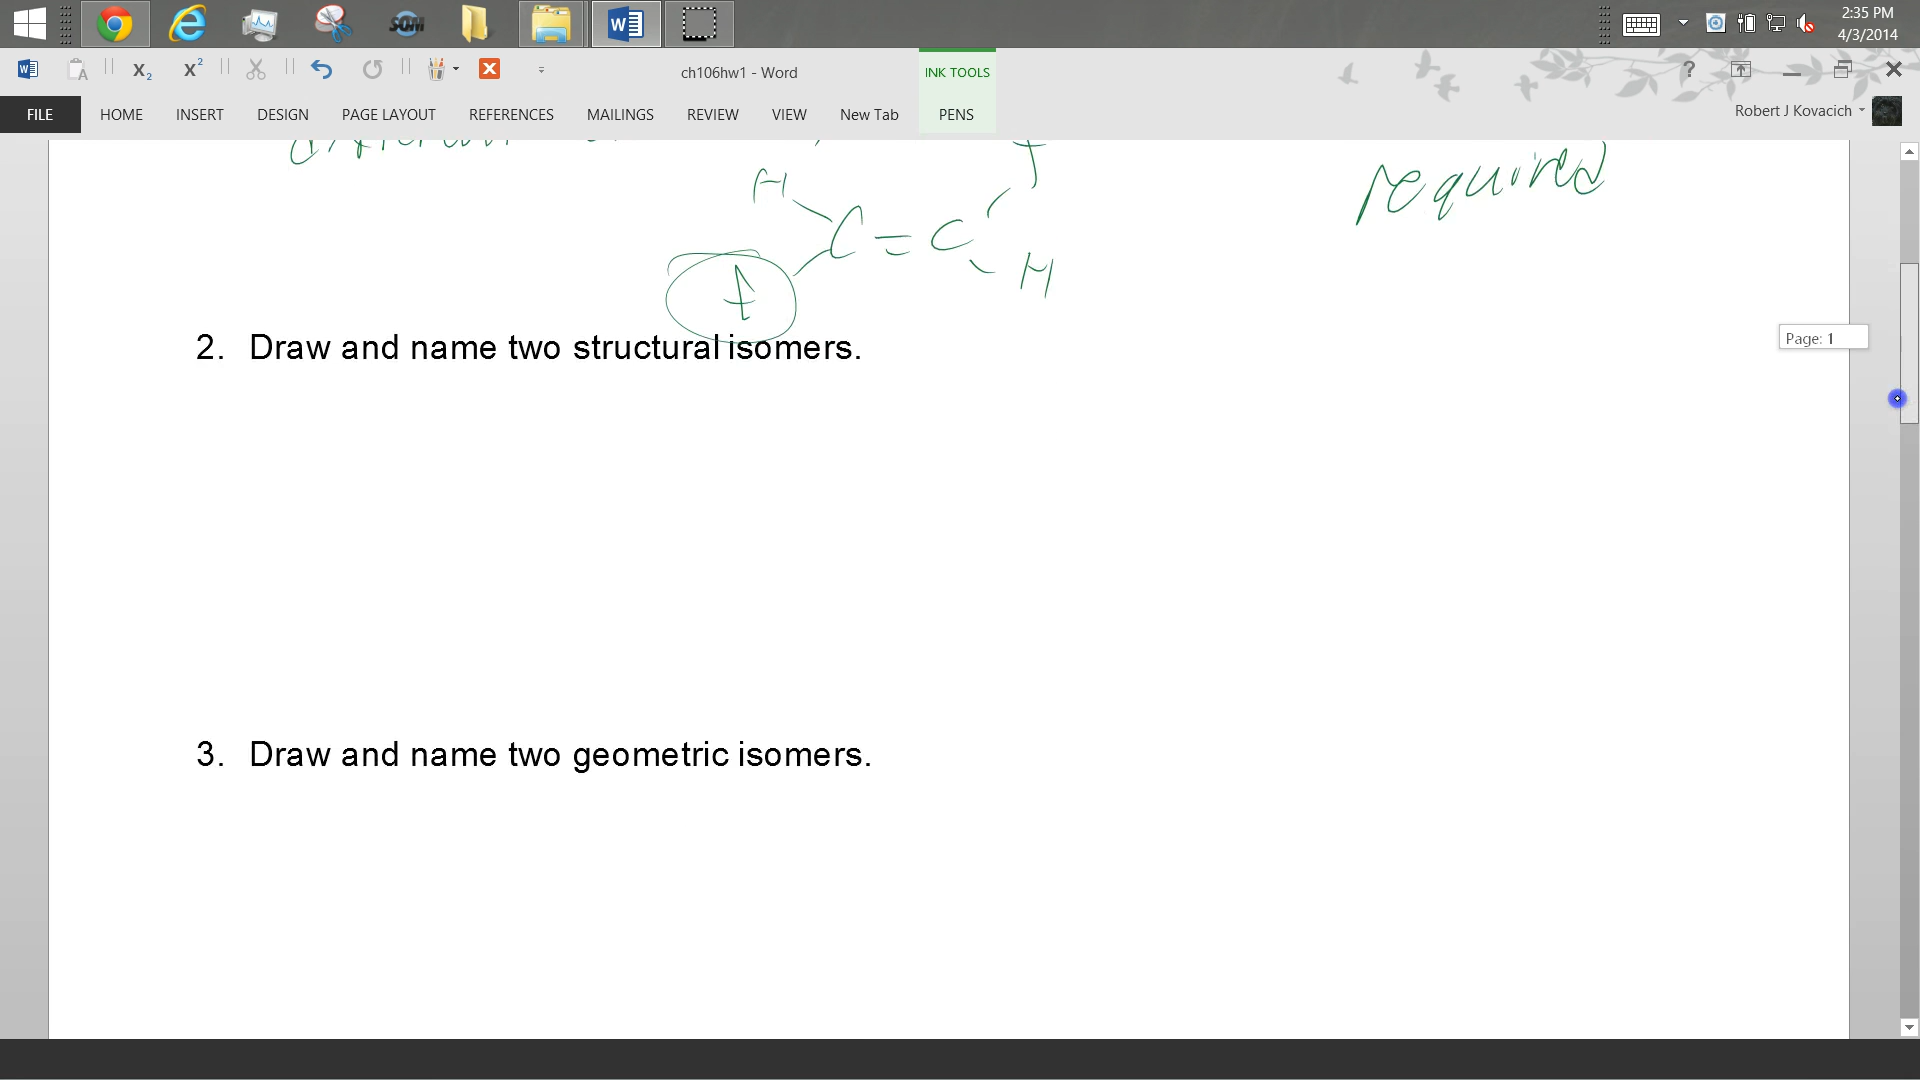 2:35 PM
4/3/2014
SOM
ch106hw1 - Word
INK TOOLS
FILE HOME INSERT DESIGN PAGE LAYOUT REFERENCES MAILINGS REVIEW VIEW New Tab PENS
Robert J Kovacich
required
H
C = C
H
f
2. Draw and name two structural isomers.
Page: 1
3. Draw and name two geometric isomers.